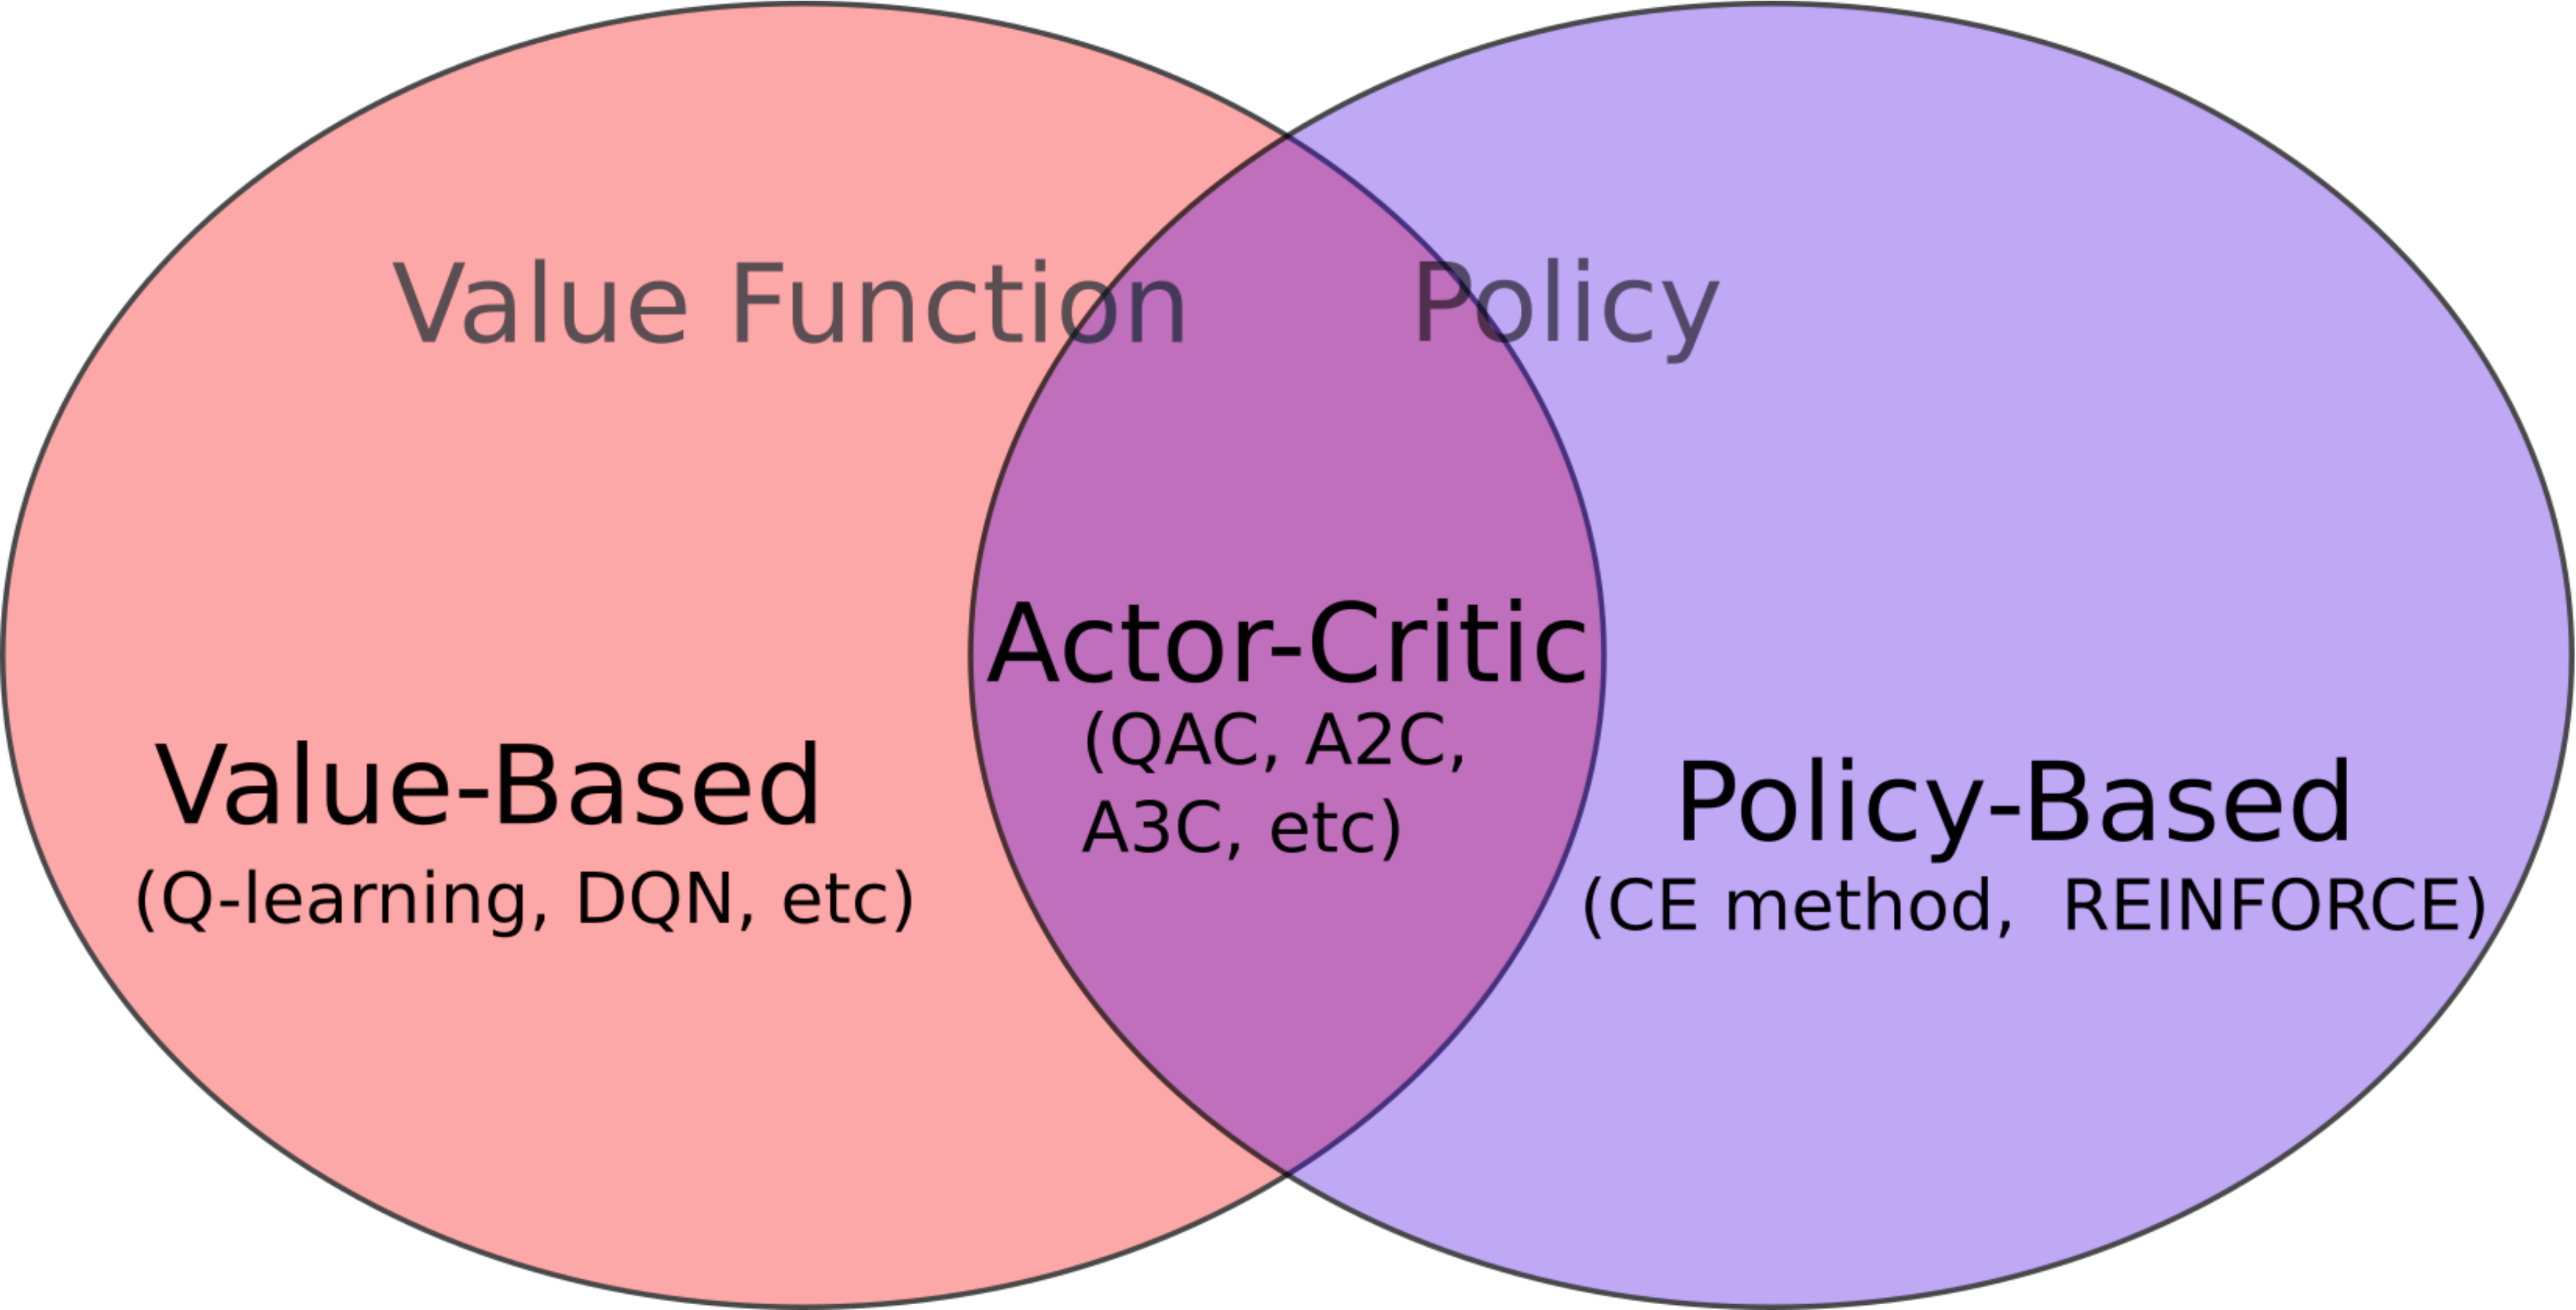 Value Function
Policy
Actor-Critic
(QAC, A2C,
A3C, etc)
Value-Based
(Q-learning, DQN, etc)
Policy-Based
(CE method,  REINFORCE)